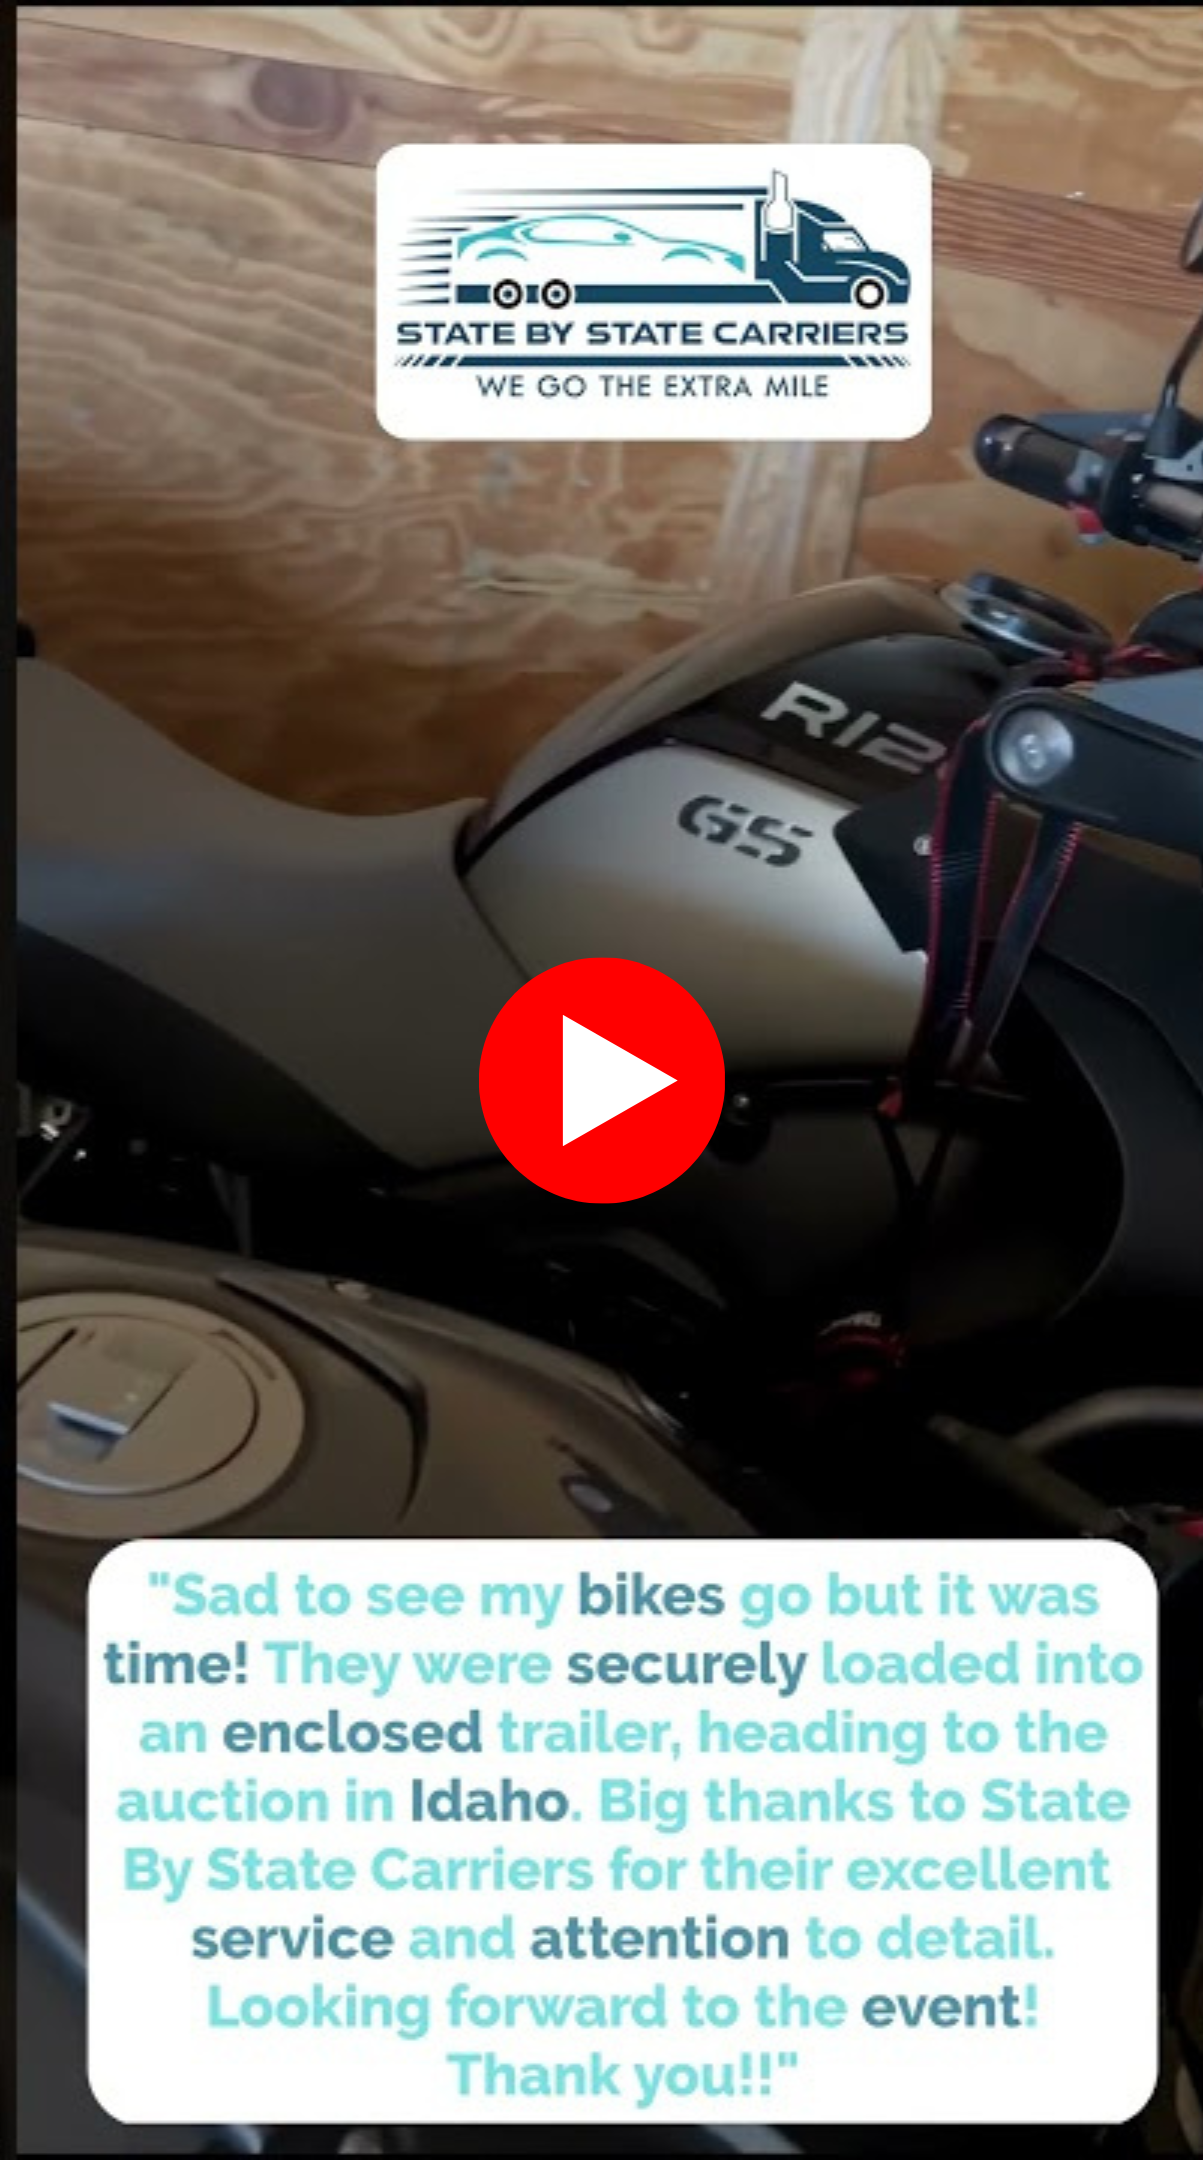 STATE BY STATE CARRIERS
WE GO THE EXTRA MILE
R12
GS
"Sad to see my bikes go but it was
time! They were securely loaded into
an enclosed trailer, heading to the
auction in Idaho. Big thanks to State
By State Carriers for their excellent
service and attention to detail.
Looking forward to the event!
Thank you!!"